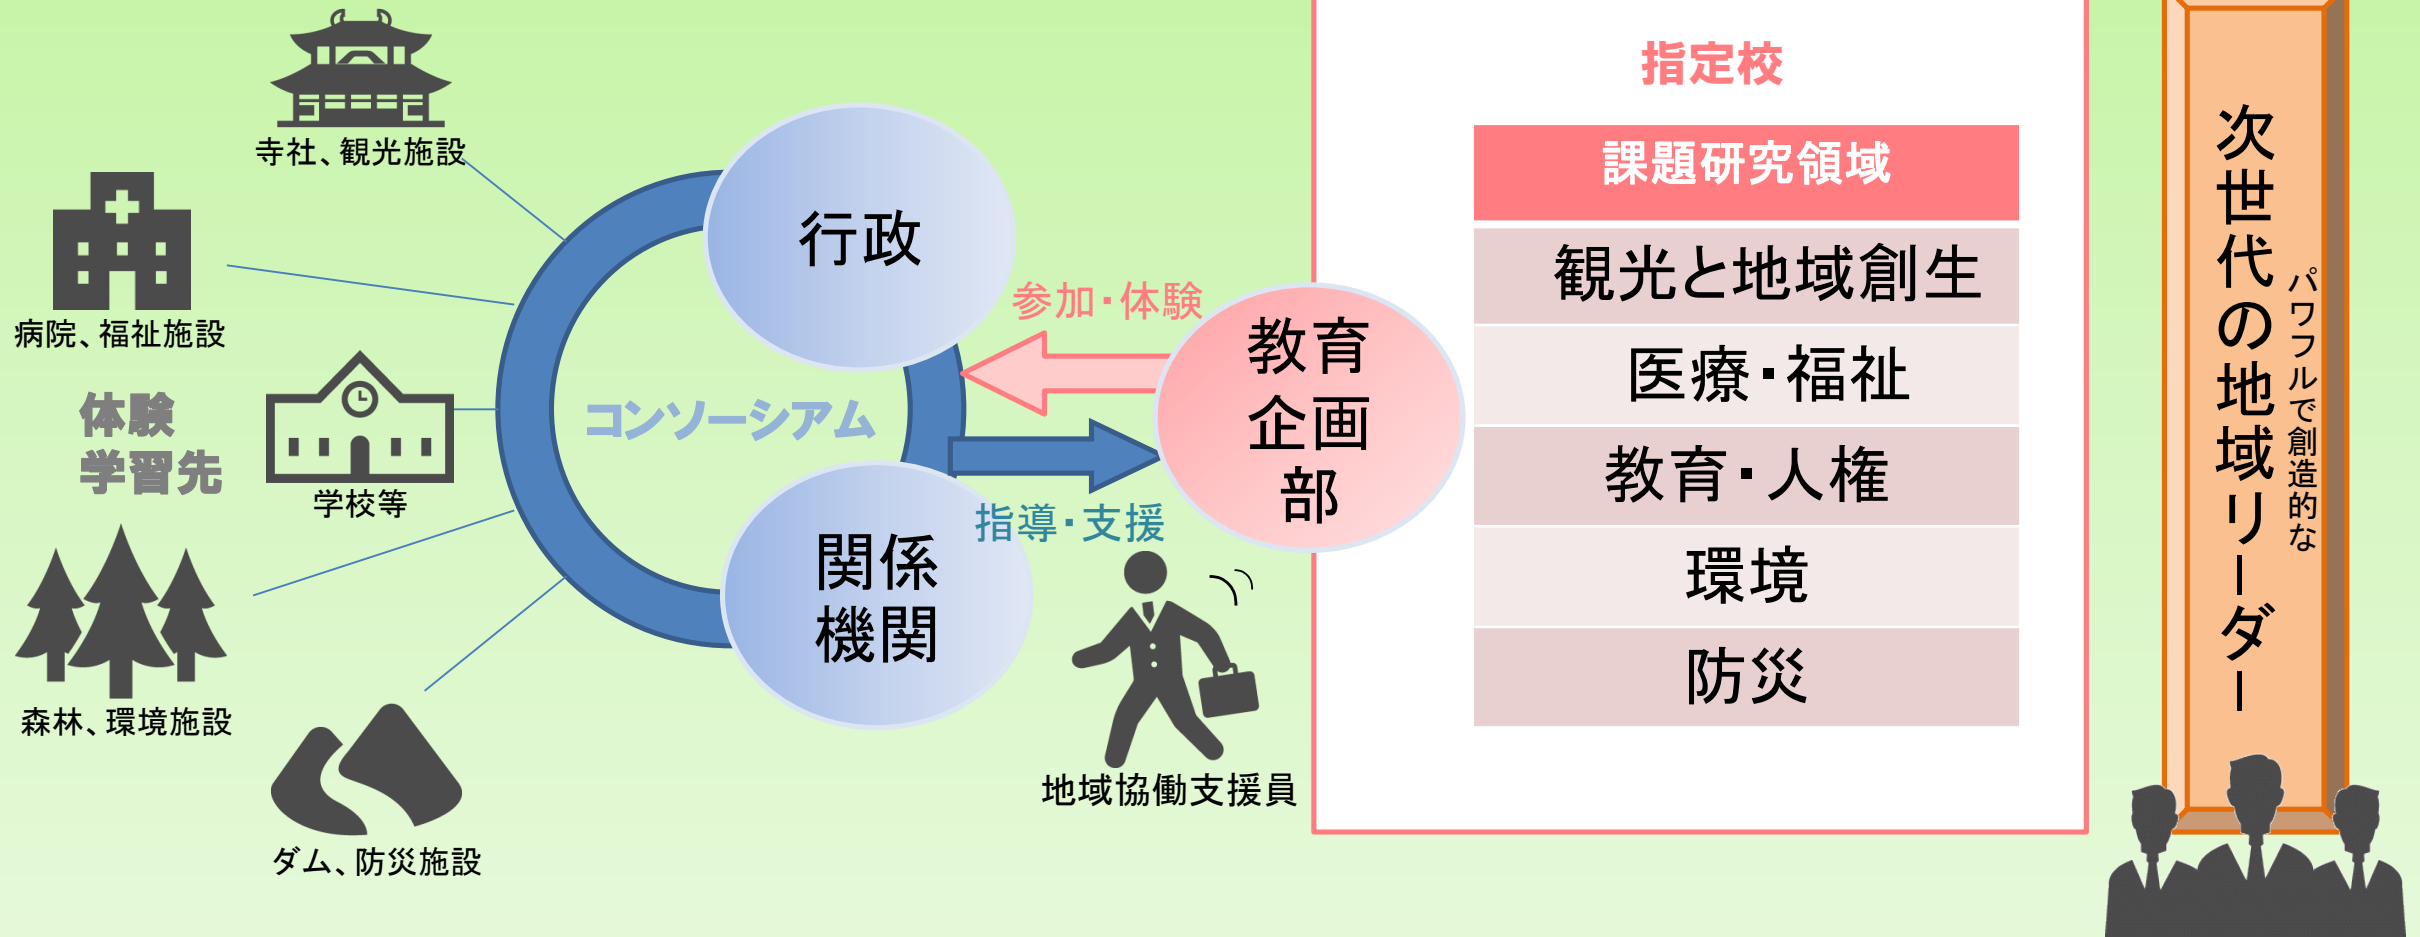 寺社、観光施設
病院、福祉施設
体験
学習先
学校等
森林、環境施設
ダム、防災施設
行政
コンソーシアム
関係
機関
参加・体験
指導・支援
教育
企画
部
地域協働支援員
指定校
課題研究領域
観光と地域創生
医療・福祉
教育・人権
環境
防災
パワフルで創造的な
次世代の地域リーダー